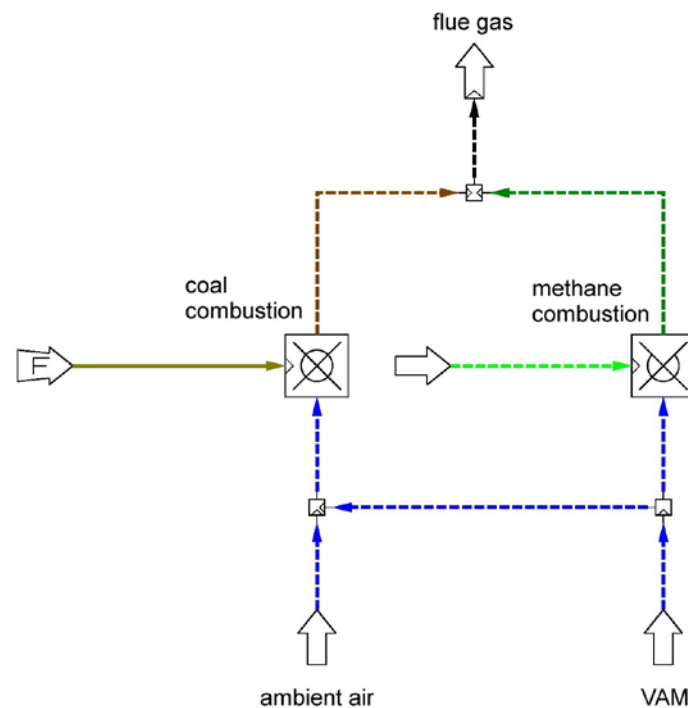 flue gas
coal
combustion
methane
combustion
F
ambient air
VAM